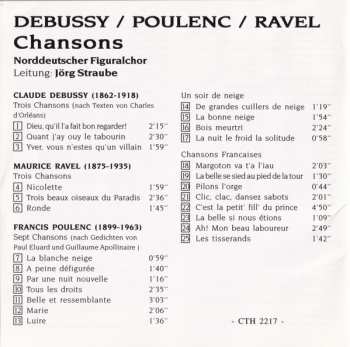 DEBUSSY / POULENC / RAVEL
Chansons
Norddeutscher Figuralchor
Leitung: Jörg Straube
CLAUDE DEBUSSY (1862-1918)
Trois Chansons (nach Texten von Charles
d'Orléans)
1 Dieu, qu'il l'a fait bon regarder! 2'15"
2 Quant j'ay ouy le tabourin 2'30"
3 Yver, vous n'estes qu'un villain 1'59"
MAURICE RAVEL (1875-1935)
Trois Chansons
4 Nicolette 1'59"
5 Trois beaux oiseaux du Paradis 2'36"
6 Ronde 1'45"
FRANCIS POULENC (1899-1963)
Sept Chansons (nach Gedichten von
Paul Eluard und Guillaume Apollinaire )
7 La blanche neige 0'59"
8 A peine défigurée 1'40"
9 Par une nuit nouvelle 1'16"
10 Tous les droits 2'35"
11 Belle et ressemblante 3'03"
12 Marie 2'06"
13 Luire 1'36"
Un soir de neige
14 De grandes cuillers de neige 1'19"
15 La bonne neige 1'54"
16 Bois meurtri 2'24"
17 La nuit le froid la solitude 0'58"
Chansons Francaises
18 Margoton va t'a l'iau 2'03"
19 La belle se sied au pied de la tour 1'30"
20 Pilons l'orge 0'44"
21 Clic, clac, dansez sabots 2'01"
22 C'est la petit' fill' du prince 4'50"
23 La belle si nous étions 1'09"
24 Ah! Mon beau laboureur 2'49"
25 Les tisserands 1'42"
- CTH 2217 -